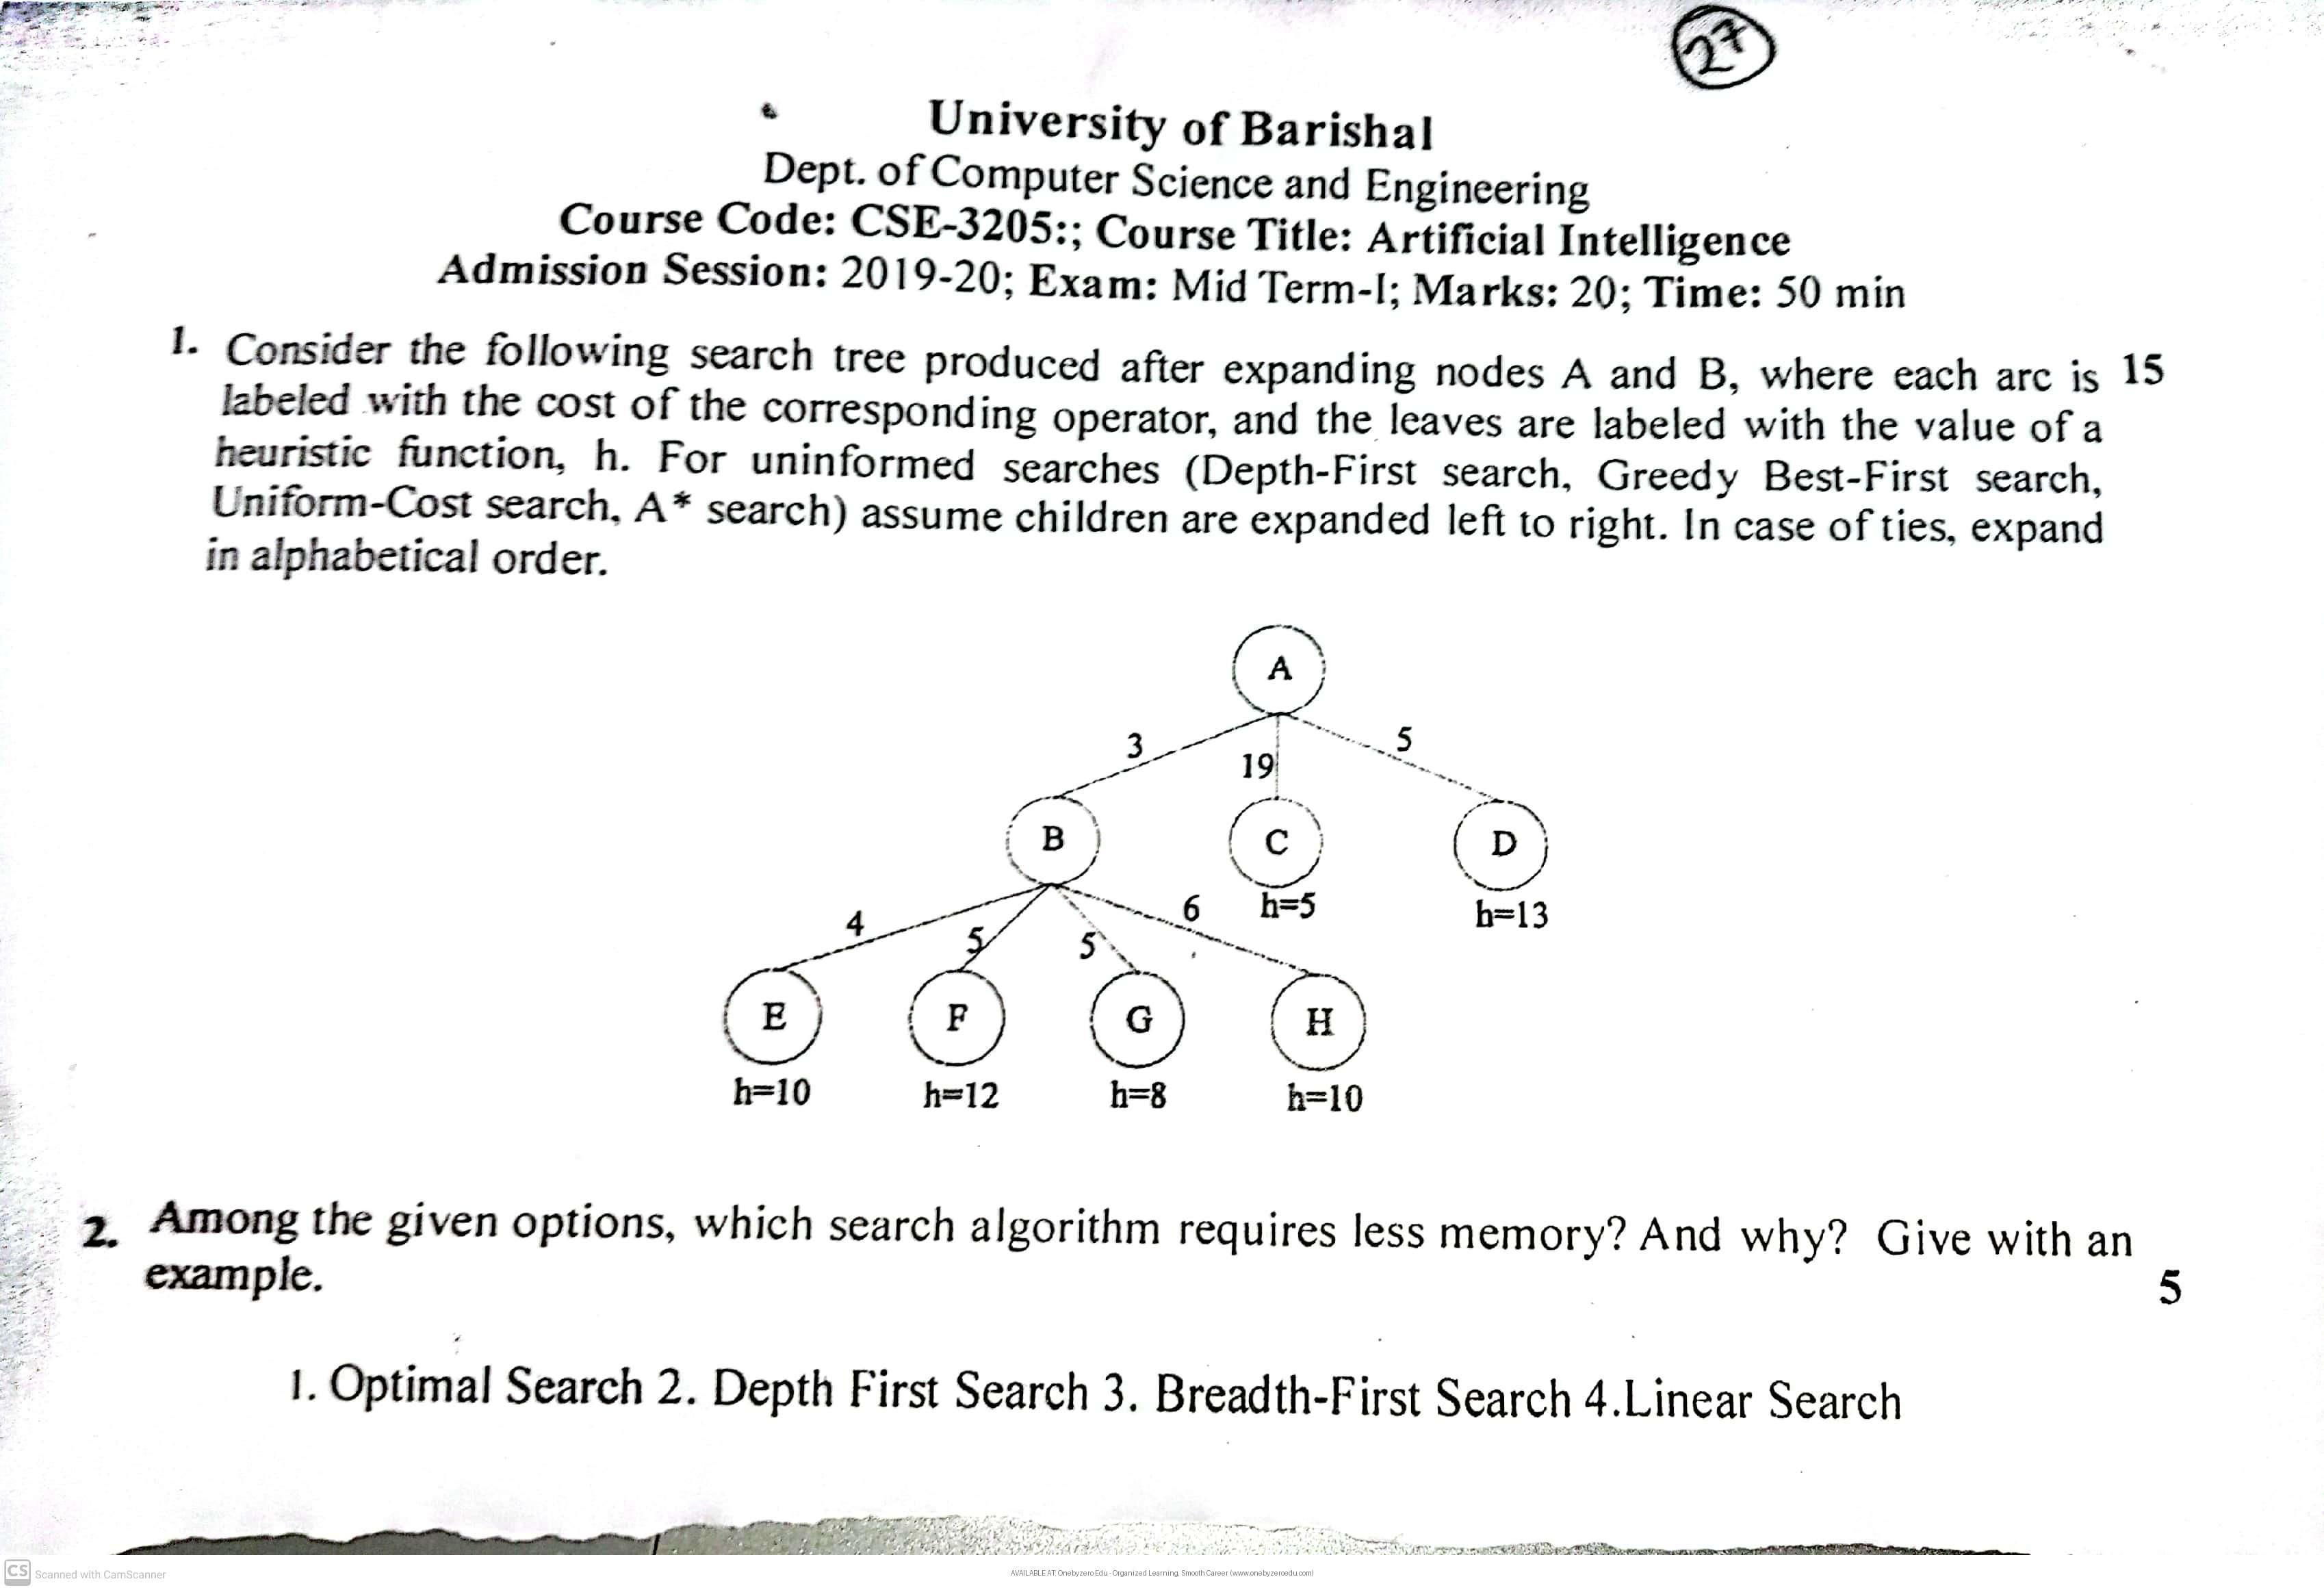 27
University of Barishal
Dept. of Computer Science and Engineering
Course Code: CSE-3205:; Course Title: Artificial Intelligence
Admission Session: 2019-20; Exam: Mid Term-I; Marks: 20; Time: 50 min
1. Consider the following search tree produced after expanding nodes A and B, where each arc is 15
labeled with the cost of the corresponding operator, and the leaves are labeled with the value of a
heuristic function, h. For uninformed searches (Depth-First search, Greedy Best-First search,
Uniform-Cost search, A* search) assume children are expanded left to right. In case of ties, expand
in alphabetical order.
A
3 19 5
B C D
h=5 h=13
4 5 5 6
E F G H
h=10 h=12 h=8 h=10
2. Among the given options, which search algorithm requires less memory? And why? Give with an
example. 5
1. Optimal Search 2. Depth First Search 3. Breadth-First Search 4.Linear Search
CS Scanned with CamScanner
AVAILABLE AT: Onebyzero Edu - Organized Learning, Smooth Career (www.onebyzeroedu.com)